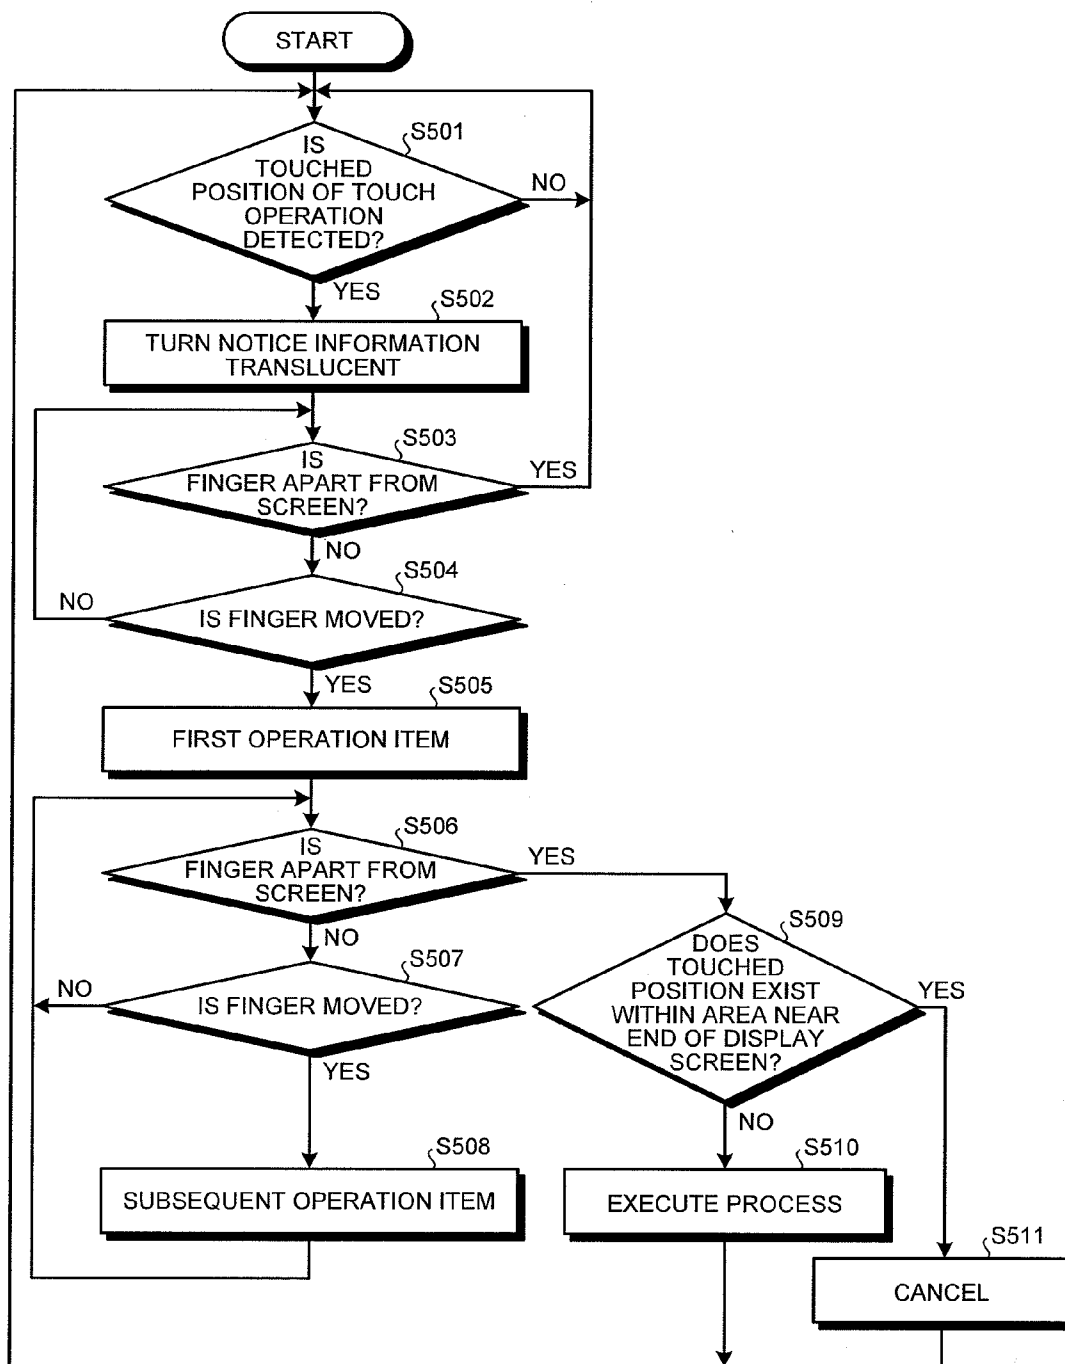 START
S501
IS
TOUCHED
POSITION OF TOUCH
OPERATION
DETECTED?
NO
YES
S502
TURN NOTICE INFORMATION
TRANSLUCENT
S503
IS
FINGER APART FROM
SCREEN?
YES
NO
S504
IS FINGER MOVED?
NO
YES
S505
FIRST OPERATION ITEM
S506
IS
FINGER APART FROM
SCREEN?
YES
NO
S507
IS FINGER MOVED?
NO
YES
S508
SUBSEQUENT OPERATION ITEM
S509
DOES
TOUCHED
POSITION EXIST
WITHIN AREA NEAR
END OF DISPLAY
SCREEN?
YES
NO
S510
EXECUTE PROCESS
S511
CANCEL